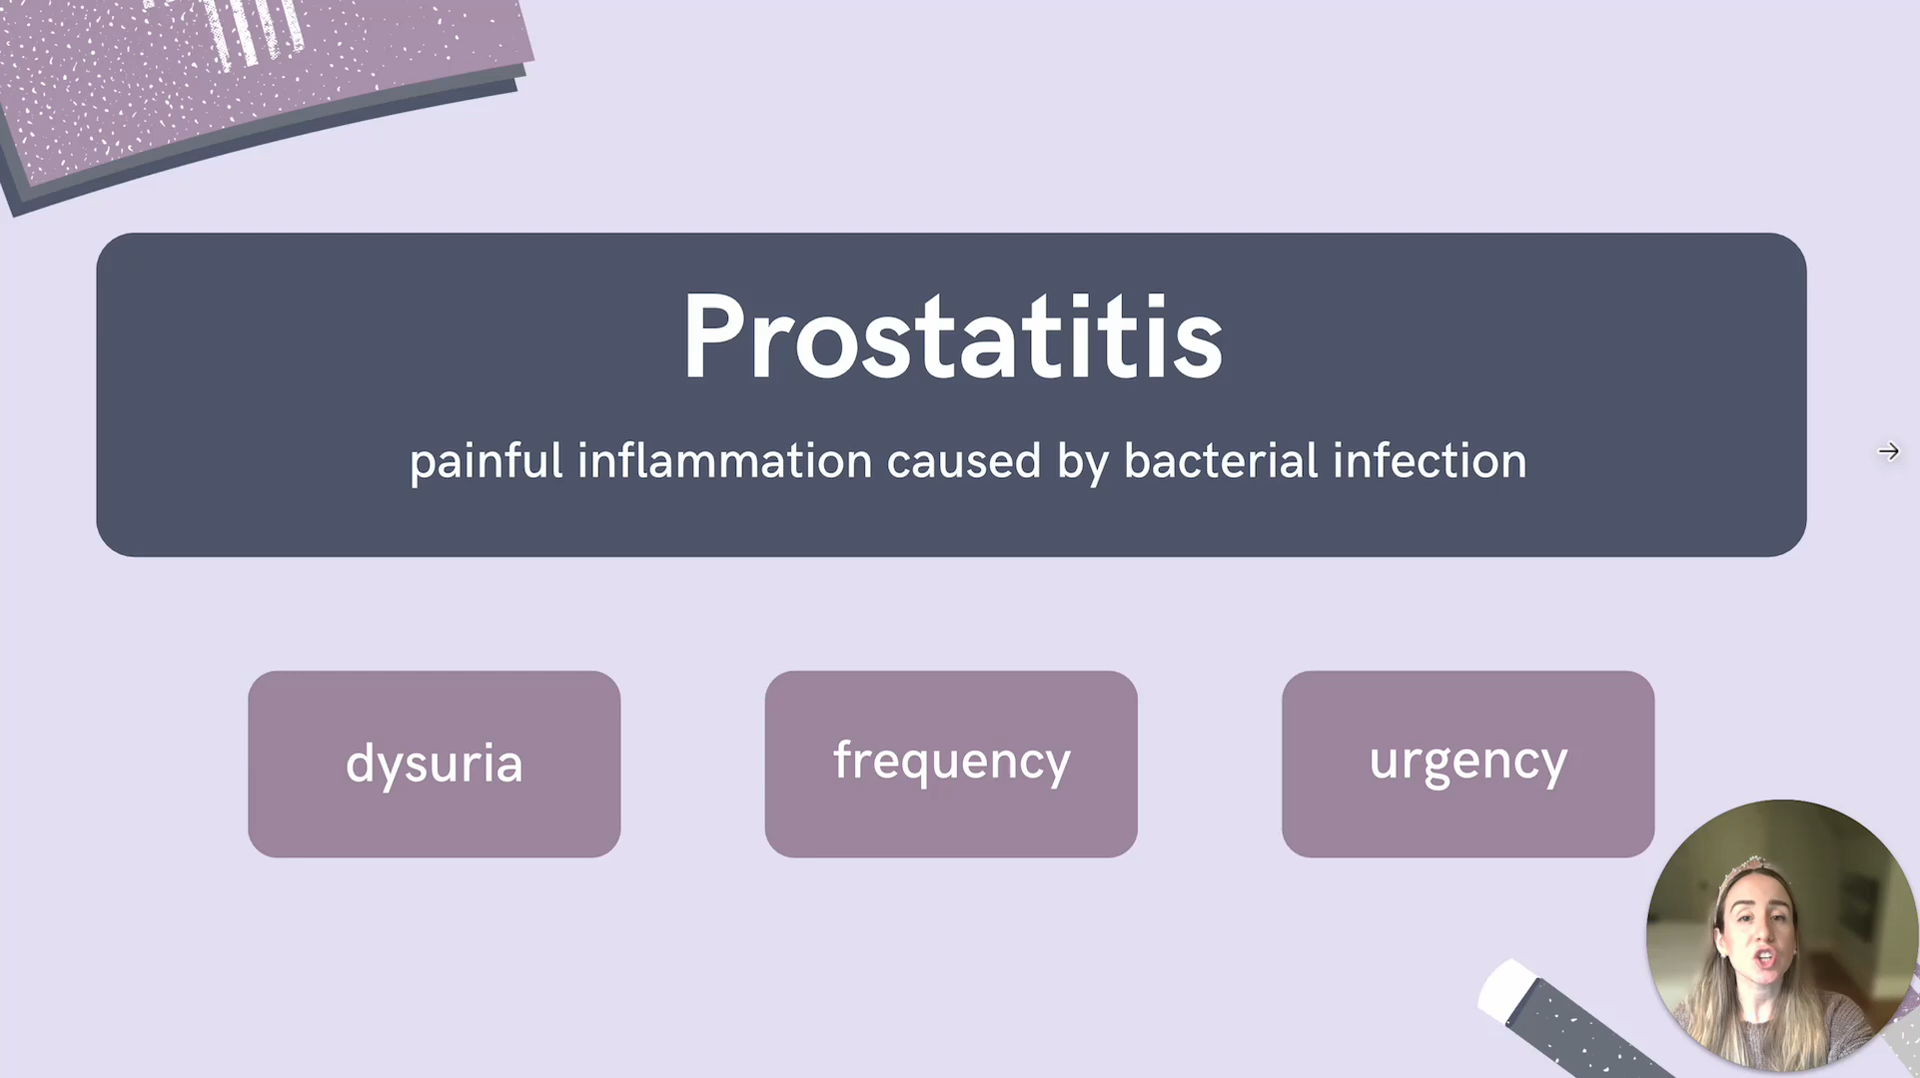 Prostatitis
painful inflammation caused by bacterial infection
dysuria
frequency
urgency